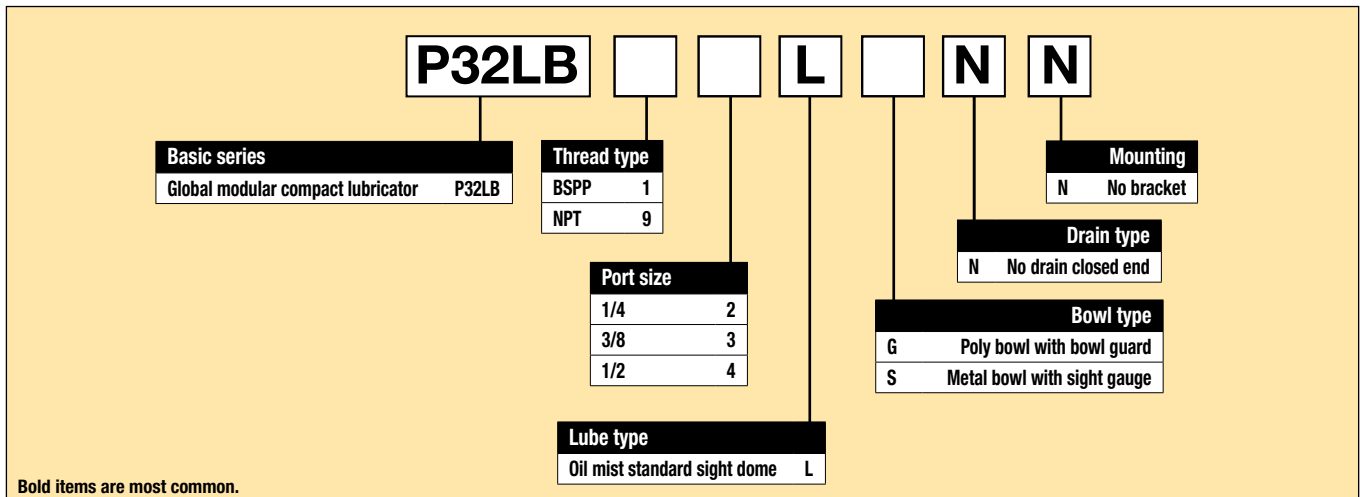 P32LB L N N
Basic series
Global modular compact lubricator P32LB
Thread type
BSPP 1
NPT 9
Mounting
N No bracket
Drain type
N No drain closed end
Port size
1/4 2
3/8 3
1/2 4
Bowl type
G Poly bowl with bowl guard
S Metal bowl with sight gauge
Lube type
Oil mist standard sight dome L
Bold items are most common.